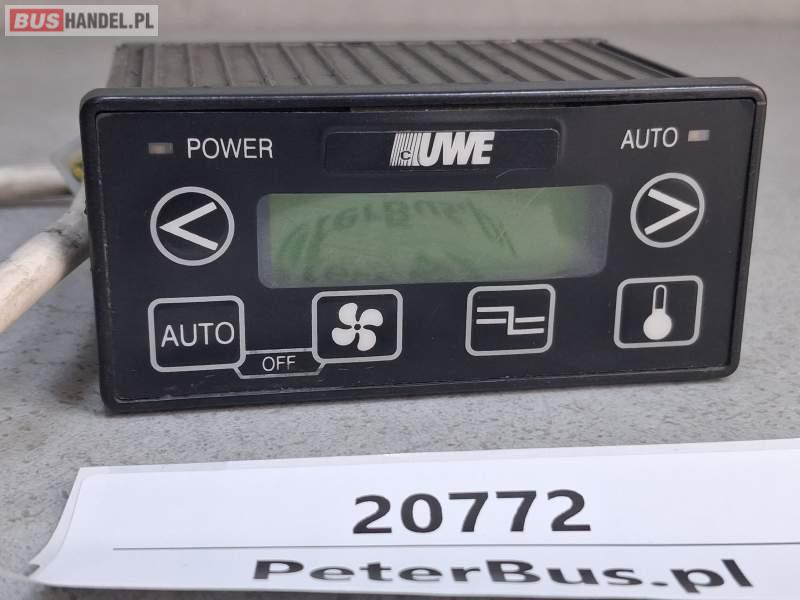 BUSHANDEL.PL
POWER
UWE
AUTO
< >
AUTO
OFF
20772
PeterBus.pl